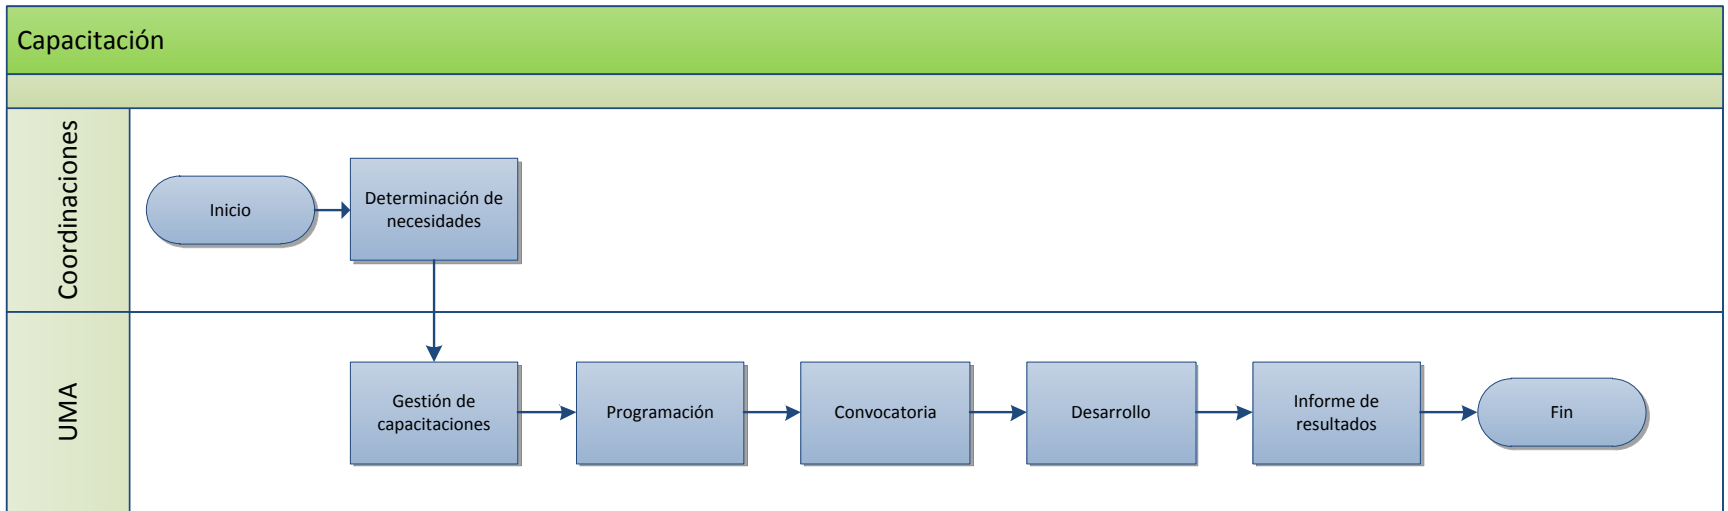 Capacitación
Coordinaciones
Inicio
Determinación de
necesidades
UMA
Gestión de
capacitaciones
Programación
Convocatoria
Desarrollo
Informe de
resultados
Fin